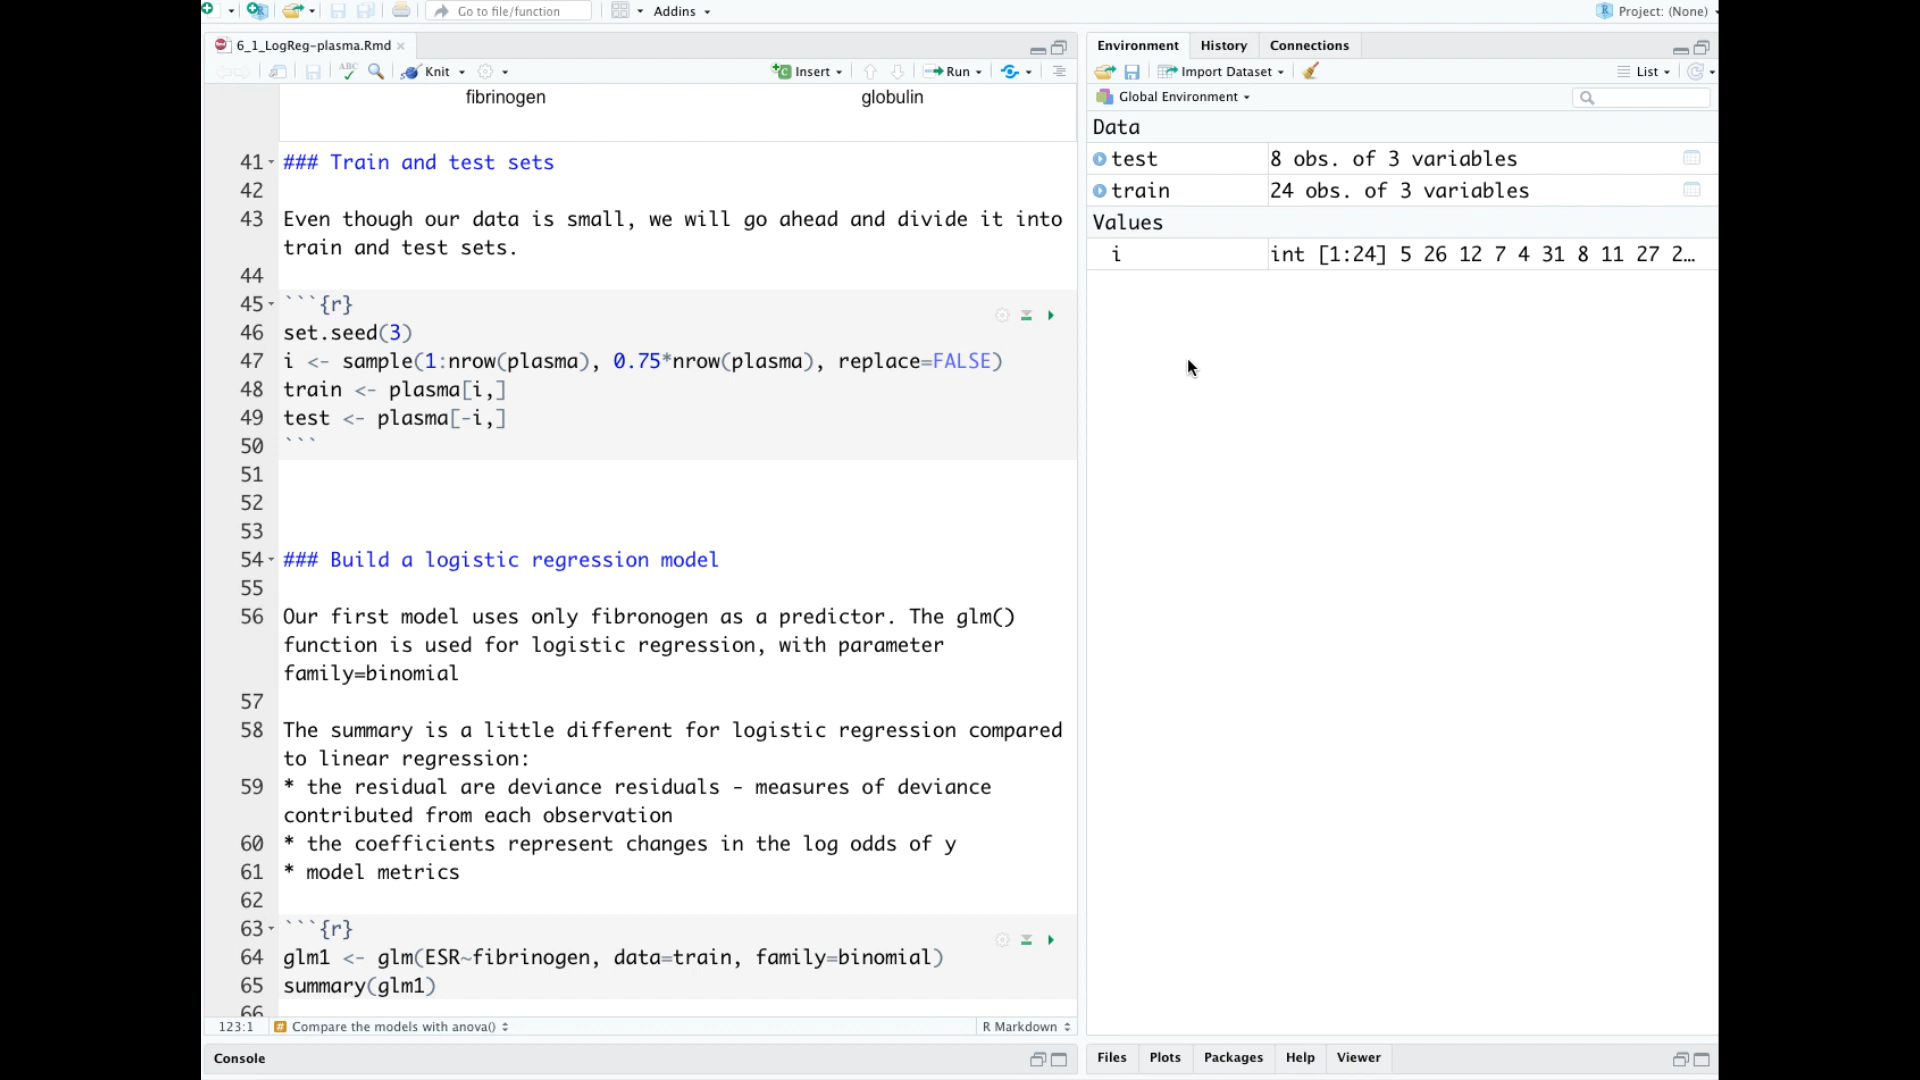 Go to file/function
Addins
Project: (None)
6_1_LogReg-plasma.Rmd
Knit
Insert
Run
fibrinogen globulin
41 ### Train and test sets
42
43 Even though our data is small, we will go ahead and divide it into
train and test sets.
44
45 ```{r}
46 set.seed(3)
47 i <- sample(1:nrow(plasma), 0.75*nrow(plasma), replace=FALSE)
48 train <- plasma[i,]
49 test <- plasma[-i,]
50 ```
51
52
53
54 ### Build a logistic regression model
55
56 Our first model uses only fibronogen as a predictor. The glm()
function is used for logistic regression, with parameter
family=binomial
57
58 The summary is a little different for logistic regression compared
to linear regression:
59 * the residual are deviance residuals - measures of deviance
contributed from each observation
60 * the coefficients represent changes in the log odds of y
61 * model metrics
62
63 ```{r}
64 glm1 <- glm(ESR~fibrinogen, data=train, family=binomial)
65 summary(glm1)
66
123:1 # Compare the models with anova() R Markdown
Console
Environment History Connections
Import Dataset List
Global Environment
Data
test 8 obs. of 3 variables
train 24 obs. of 3 variables
Values
i int [1:24] 5 26 12 7 4 31 8 11 27 2…
Files Plots Packages Help Viewer